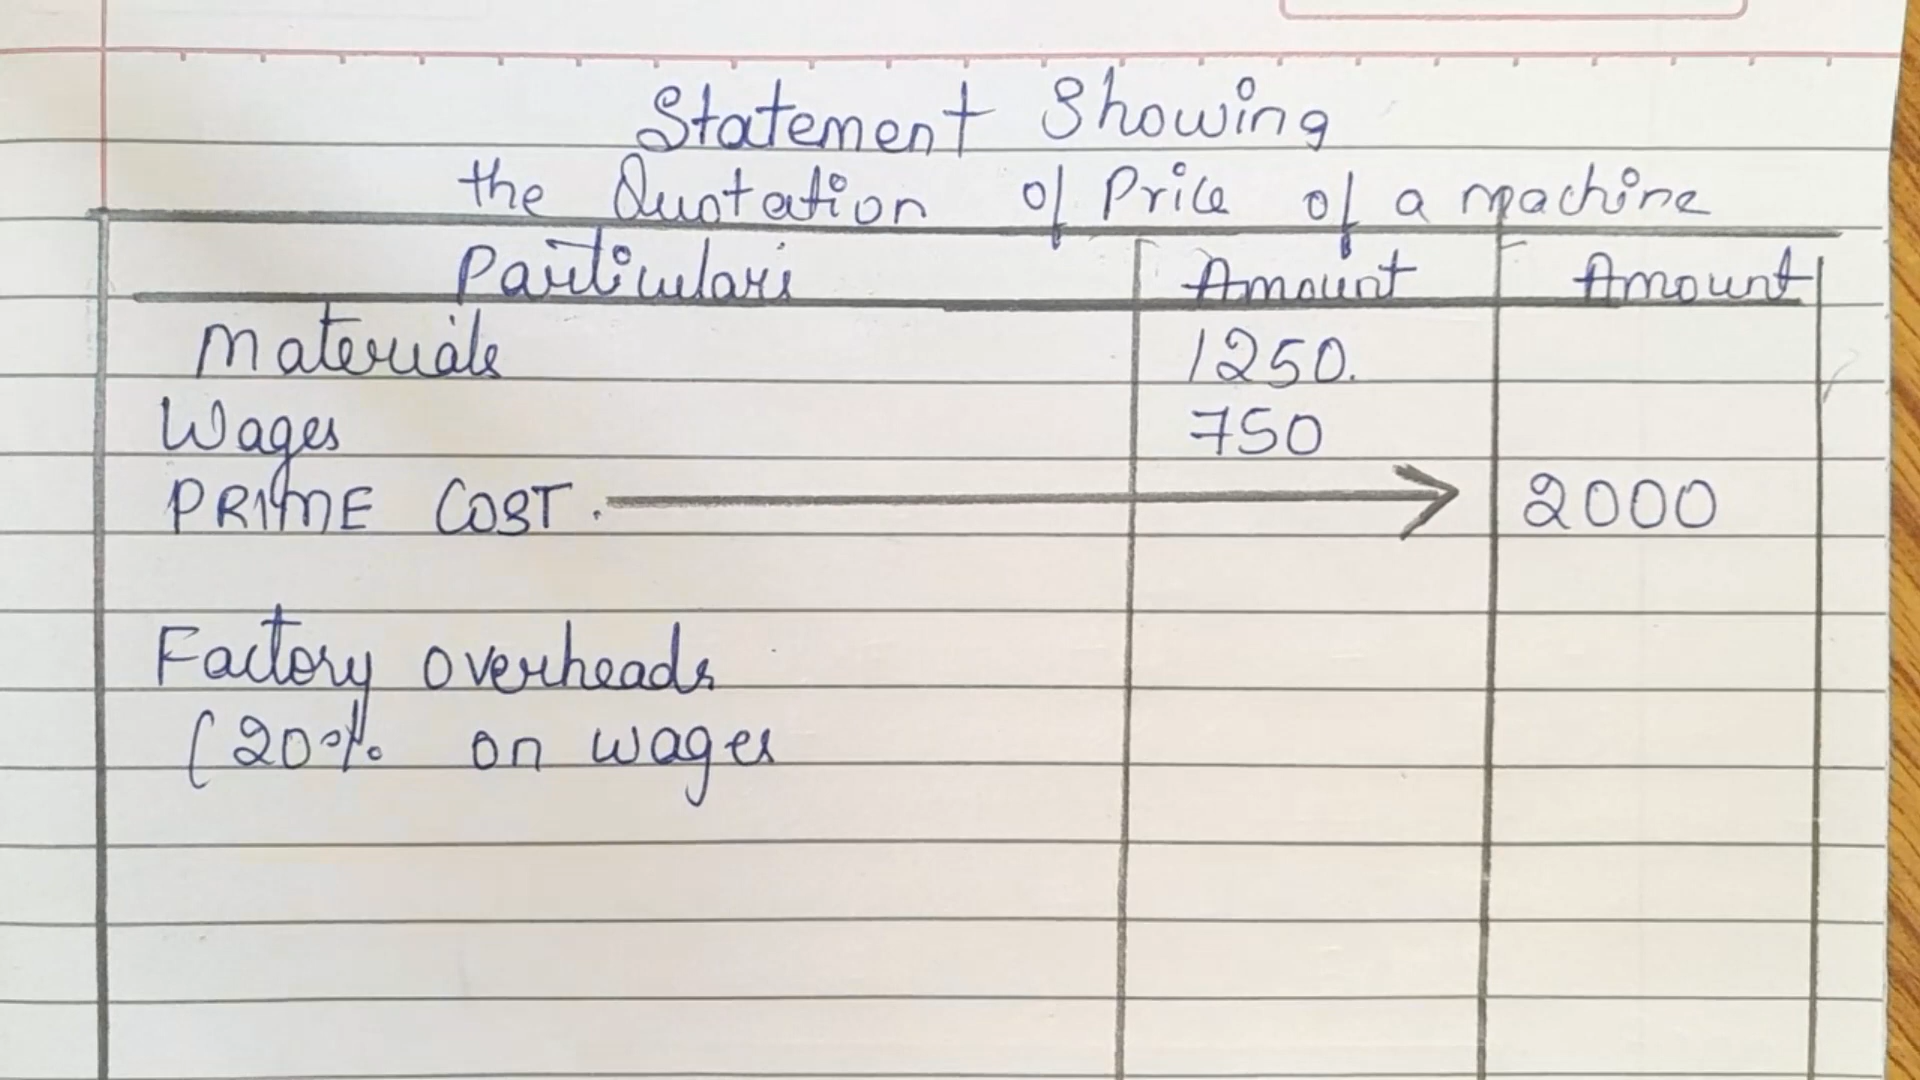 Statement Showing
the Quotation of Price of a machine
Particulars Amount Amount
Materials 1250.
Wages 750
PRIME COST. → 2000
Factory overheads
(20% on wages